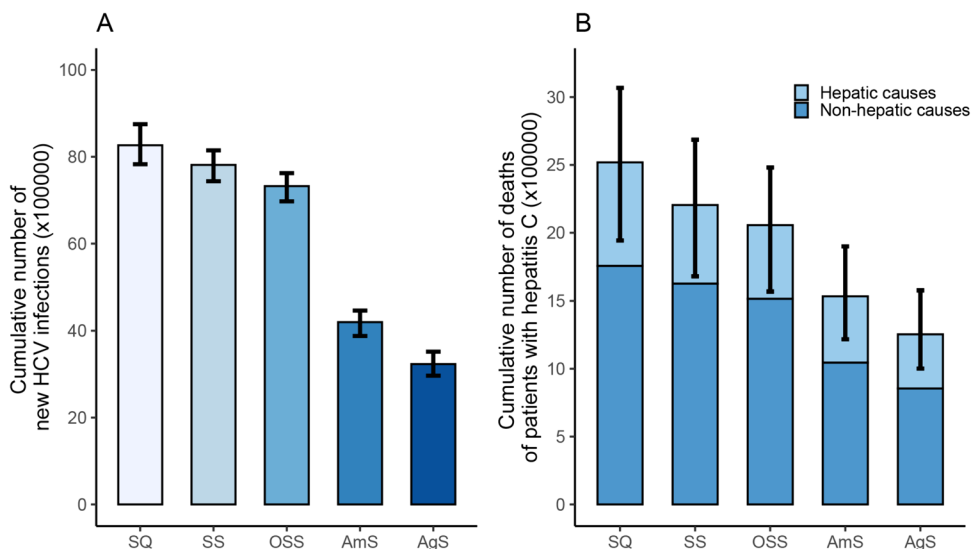 A
Cumulative number of
new HCV infections (x100000)
100
80
60
40
20
0
SQ
SS
OSS
AmS
AgS
B
Cumulative number of deaths
of patients with hepatitis C (x100000)
30
25
20
15
10
5
0
Hepatic causes
Non-hepatic causes
SQ
SS
OSS
AmS
AgS